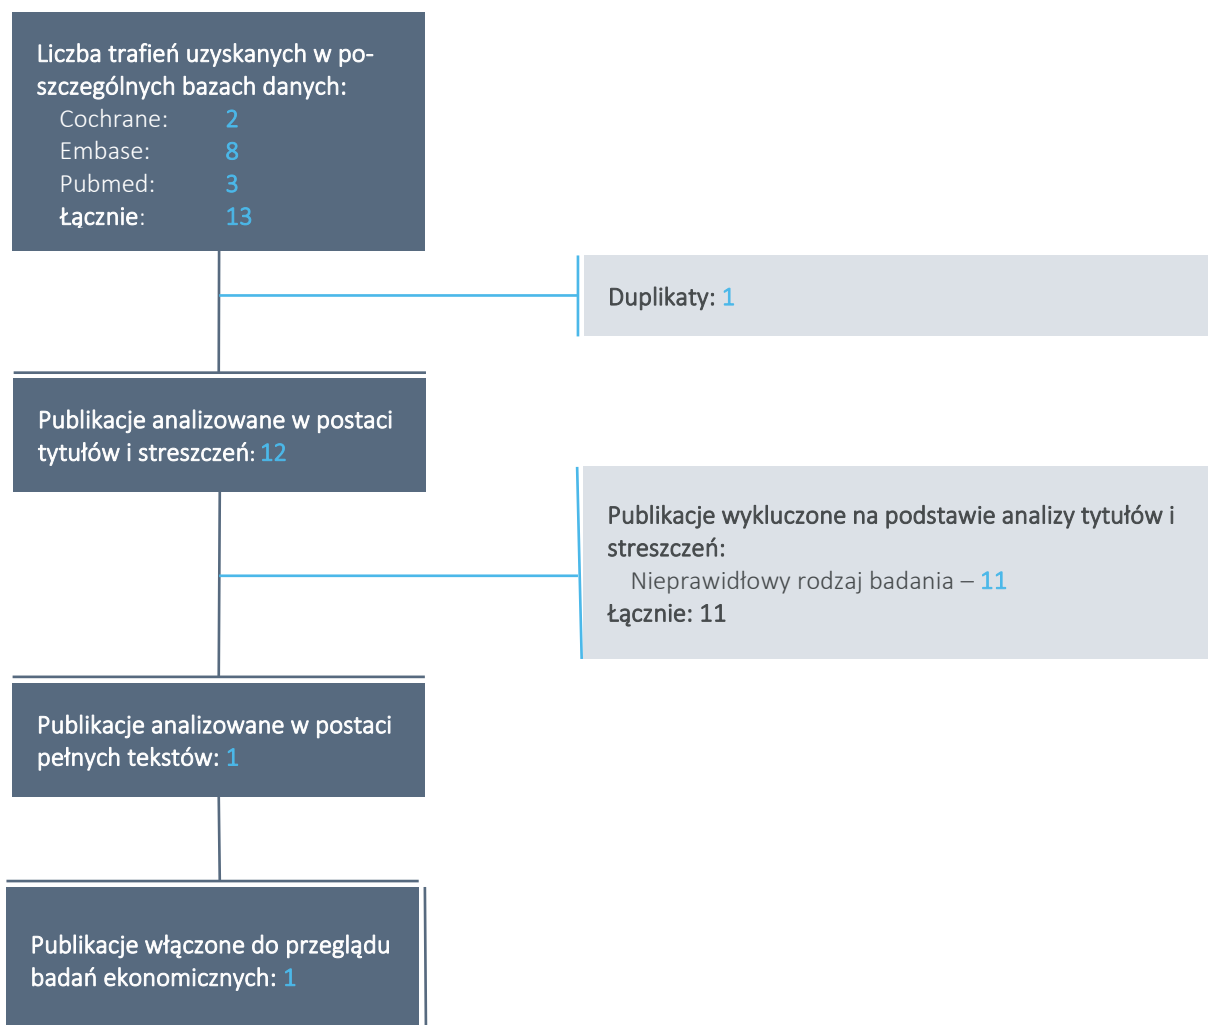 Liczba trafień uzyskanych w po-
szczególnych bazach danych:
Cochrane: 2
Embase: 8
Pubmed: 3
Łącznie: 13
Duplikaty: 1
Publikacje analizowane w postaci
tytułów i streszczeń: 12
Publikacje wykluczone na podstawie analizy tytułów i
streszczeń:
Nieprawidłowy rodzaj badania – 11
Łącznie: 11
Publikacje analizowane w postaci
pełnych tekstów: 1
Publikacje włączone do przeglądu
badań ekonomicznych: 1